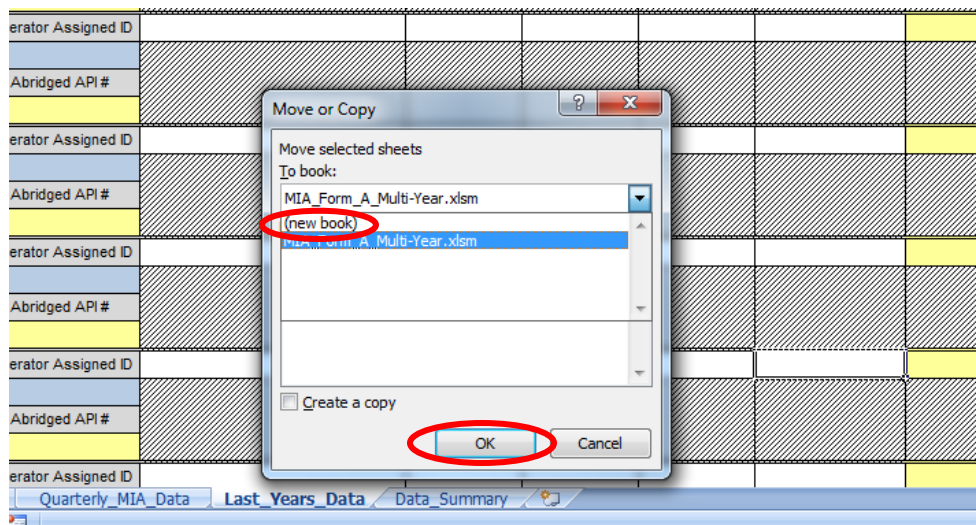 erator Assigned ID
Abridged API #
Move or Copy
?
X
erator Assigned ID
Move selected sheets
To book:
MIA_Form_A_Multi-Year.xlsm
Abridged API #
(new book)
MIA_Form_A_Multi-Year.xlsm
erator Assigned ID
Abridged API #
erator Assigned ID
Create a copy
Abridged API #
OK Cancel
erator Assigned ID
Quarterly_MIA_Data Last_Years_Data Data_Summary